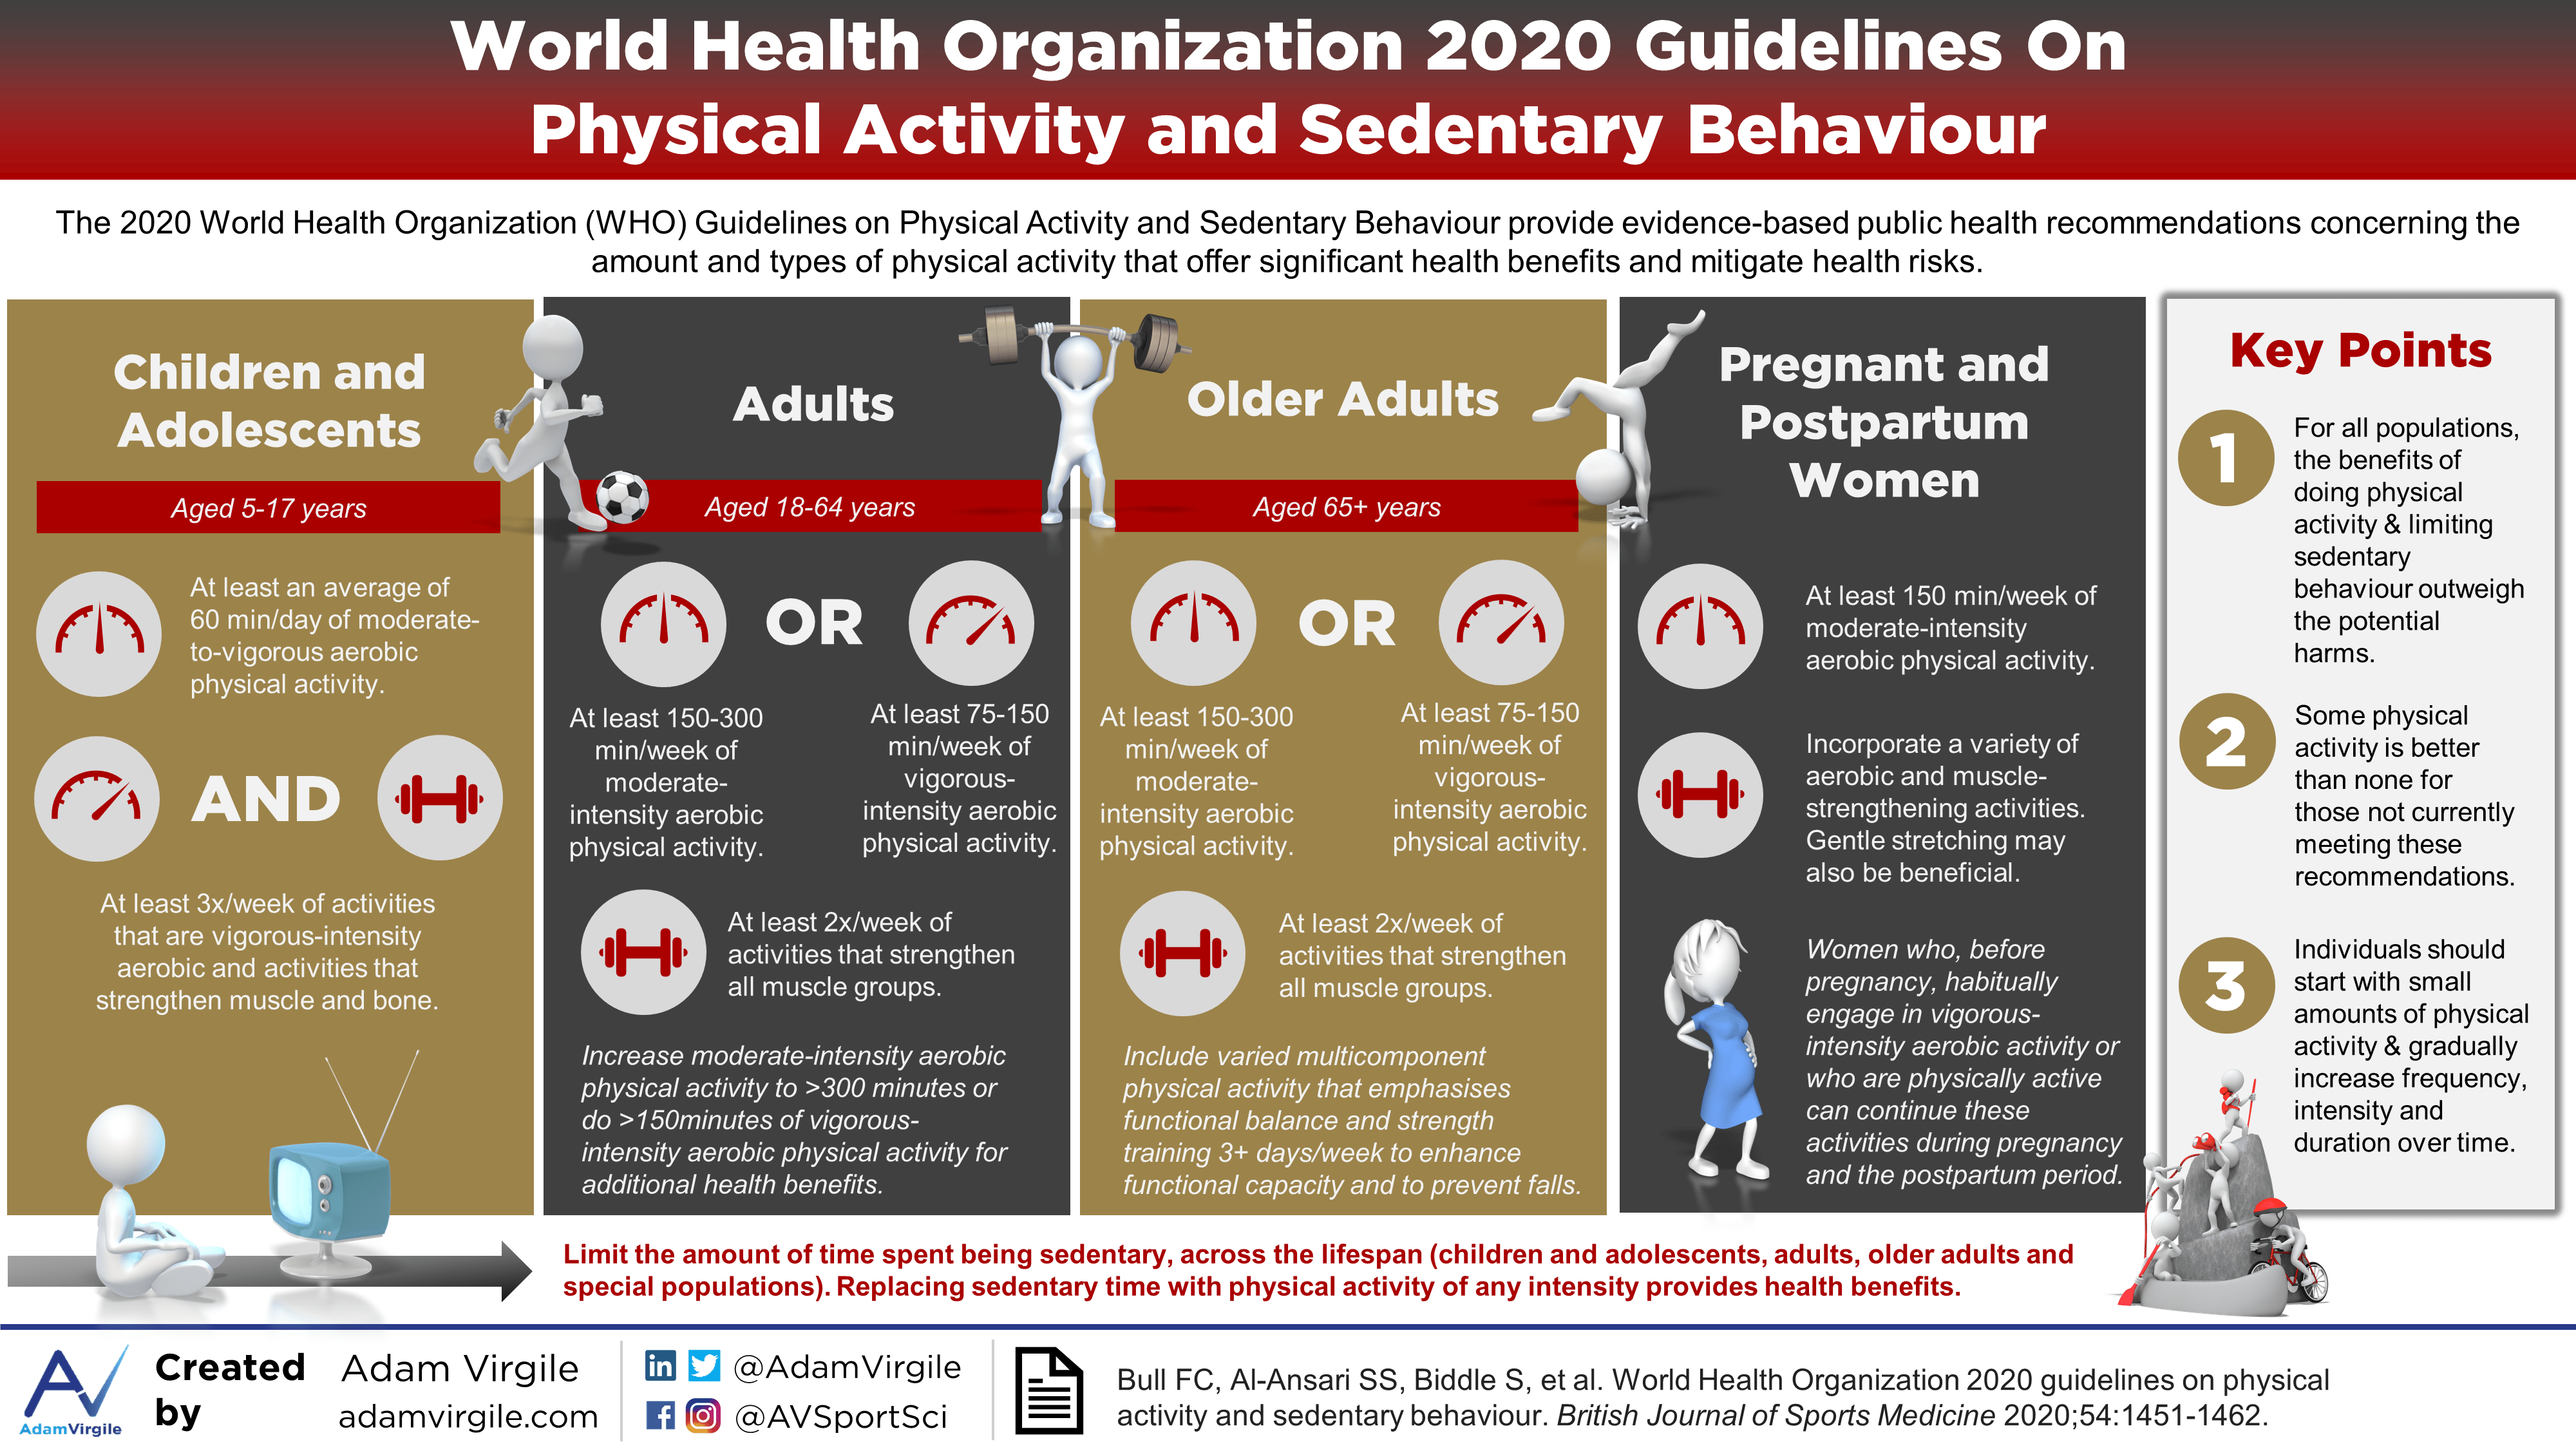 World Health Organization 2020 Guidelines On
Physical Activity and Sedentary Behaviour
The 2020 World Health Organization (WHO) Guidelines on Physical Activity and Sedentary Behaviour provide evidence-based public health recommendations concerning the
amount and types of physical activity that offer significant health benefits and mitigate health risks.
Children and
Adolescents
Aged 5-17 years
At least an average of
60 min/day of moderate-
to-vigorous aerobic
physical activity.
AND
At least 3x/week of activities
that are vigorous-intensity
aerobic and activities that
strengthen muscle and bone.
Adults
Aged 18-64 years
OR
At least 150-300
min/week of
moderate-
intensity aerobic
physical activity.
At least 75-150
min/week of
vigorous-
intensity aerobic
physical activity.
At least 2x/week of
activities that strengthen
all muscle groups.
Increase moderate-intensity aerobic
physical activity to >300 minutes or
do >150minutes of vigorous-
intensity aerobic physical activity for
additional health benefits.
Older Adults
Aged 65+ years
OR
At least 150-300
min/week of
moderate-
intensity aerobic
physical activity.
At least 75-150
min/week of
vigorous-
intensity aerobic
physical activity.
At least 2x/week of
activities that strengthen
all muscle groups.
Include varied multicomponent
physical activity that emphasises
functional balance and strength
training 3+ days/week to enhance
functional capacity and to prevent falls.
Pregnant and
Postpartum
Women
At least 150 min/week of
moderate-intensity
aerobic physical activity.
Incorporate a variety of
aerobic and muscle-
strengthening activities.
Gentle stretching may
also be beneficial.
Women who, before
pregnancy, habitually
engage in vigorous-
intensity aerobic activity or
who are physically active
can continue these
activities during pregnancy
and the postpartum period.
Key Points
1
For all populations,
the benefits of
doing physical
activity & limiting
sedentary
behaviour outweigh
the potential
harms.
2
Some physical
activity is better
than none for
those not currently
meeting these
recommendations.
3
Individuals should
start with small
amounts of physical
activity & gradually
increase frequency,
intensity and
duration over time.
Limit the amount of time spent being sedentary, across the lifespan (children and adolescents, adults, older adults and
special populations). Replacing sedentary time with physical activity of any intensity provides health benefits.
AdamVirgile
Created
by
Adam Virgile
adamvirgile.com
in
@AdamVirgile
f
@AVSportSci
Bull FC, Al-Ansari SS, Biddle S, et al. World Health Organization 2020 guidelines on physical
activity and sedentary behaviour. British Journal of Sports Medicine 2020;54:1451-1462.